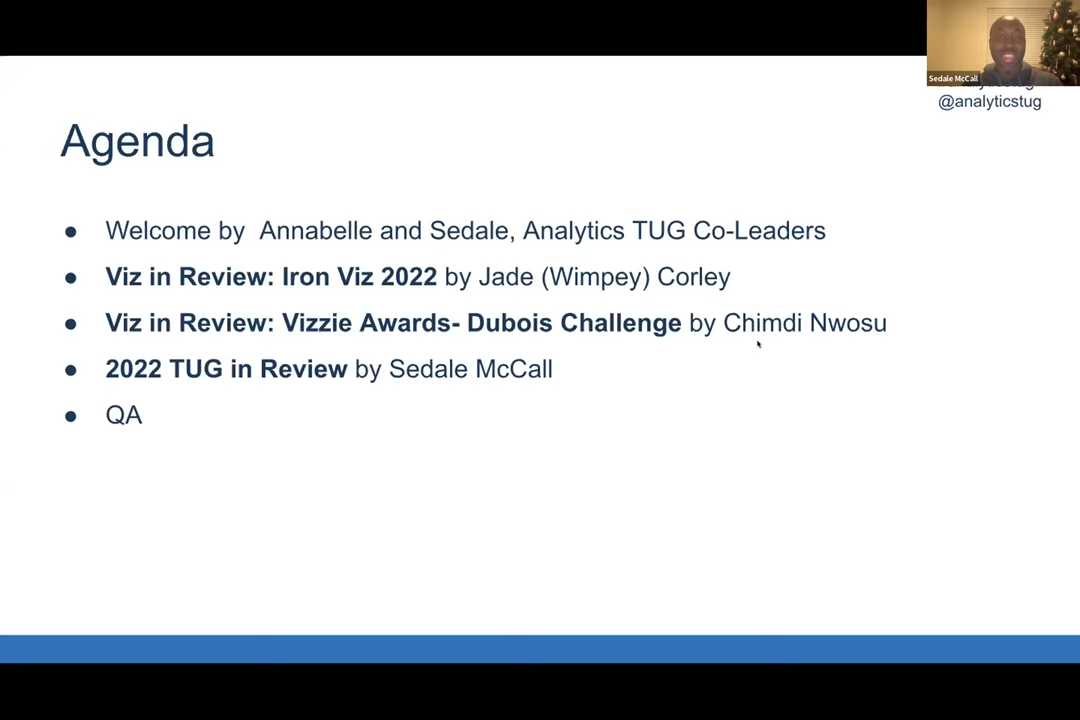 Sedale McCall
@analyticstug
Agenda
● Welcome by  Annabelle and Sedale, Analytics TUG Co-Leaders
● Viz in Review: Iron Viz 2022 by Jade (Wimpey) Corley
● Viz in Review: Vizzie Awards- Dubois Challenge by Chimdi Nwosu
● 2022 TUG in Review by Sedale McCall
● QA